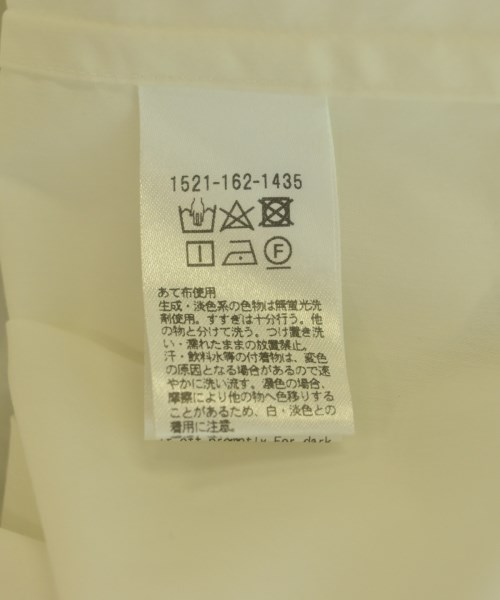 1521-162-1435
F
あて布使用
生成・淡色系の色物は無蛍光洗
剤使用。すすぎは十分行う。他
の物と分けて洗う。つけ置き洗
い・濡れたままの放置禁止。
汗・飲料水等の付着物は、変色
の原因となる場合があるので速
やかに洗い流す。濃色の場合、
摩擦により他の物へ色移りする
ことがあるため、白・淡色との
着用に注意。
promptly.For dark